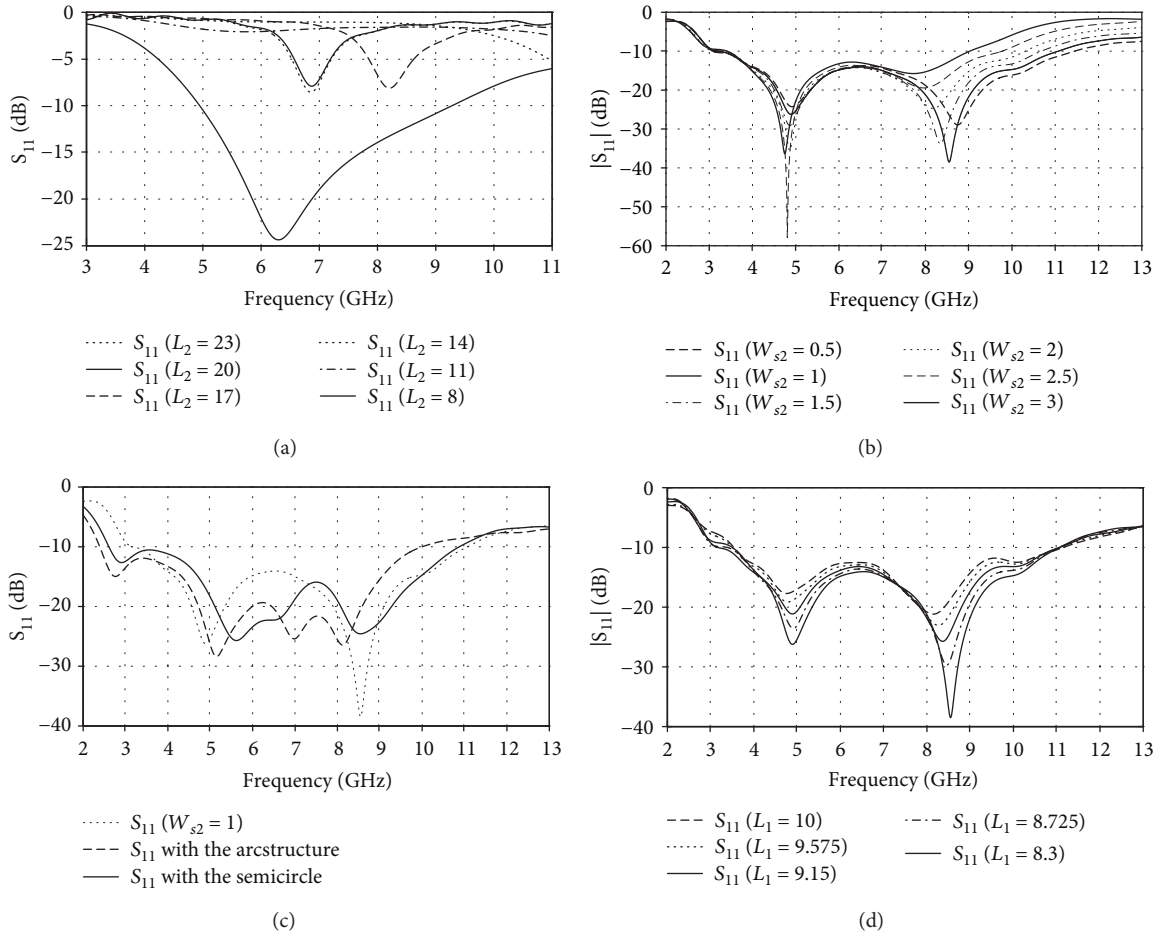 0
−5
−10
−15
−20
−25
S11 (dB)
3 4 5 6 7 8 9 10 11
Frequency (GHz)
S11 (L2 = 23) S11 (L2 = 14)
S11 (L2 = 20) S11 (L2 = 11)
S11 (L2 = 17) S11 (L2 = 8)
(a)
0
−10
−20
−30
−40
−50
−60
|S11| (dB)
2 3 4 5 6 7 8 9 10 11 12 13
Frequency (GHz)
S11 (Ws2 = 0.5) S11 (Ws2 = 2)
S11 (Ws2 = 1) S11 (Ws2 = 2.5)
S11 (Ws2 = 1.5) S11 (Ws2 = 3)
(b)
0
−10
−20
−30
−40
S11 (dB)
2 3 4 5 6 7 8 9 10 11 12 13
Frequency (GHz)
S11 (Ws2 = 1)
S11 with the arcstructure
S11 with the semicircle
(c)
0
−10
−20
−30
−40
|S11| (dB)
2 3 4 5 6 7 8 9 10 11 12 13
Frequency (GHz)
S11 (L1 = 10) S11 (L1 = 8.725)
S11 (L1 = 9.575) S11 (L1 = 8.3)
S11 (L1 = 9.15)
(d)